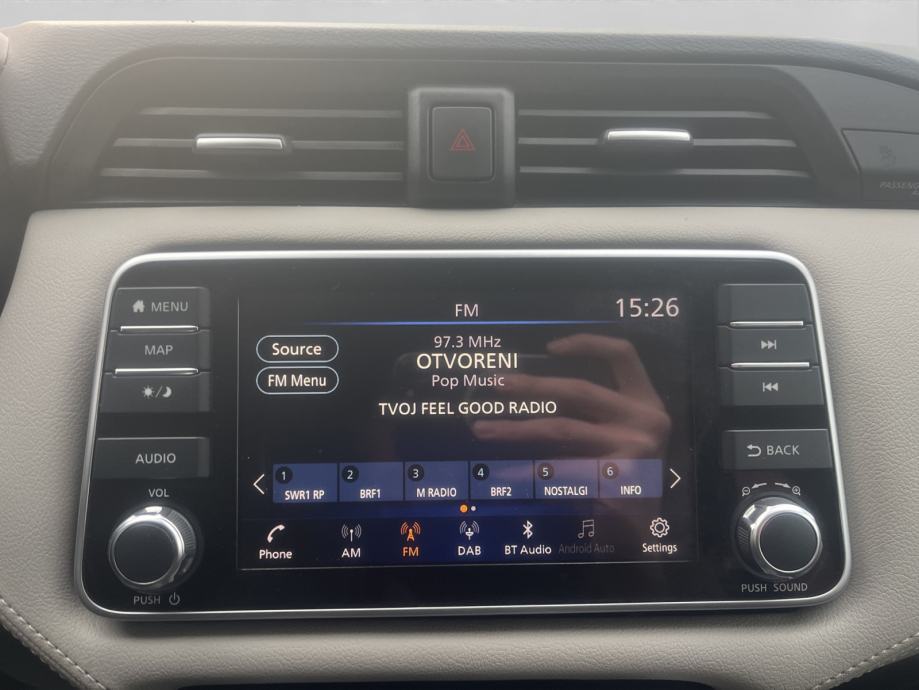 PASSENG
MENU
MAP
AUDIO
VOL
PUSH
FM
15:26
Source
FM Menu
97.3 MHz
OTVORENI
Pop Music
TVOJ FEEL GOOD RADIO
1 SWR1 RP
2 BRF1
3 M RADIO
4 BRF2
5 NOSTALGI
6 INFO
Phone
AM
FM
DAB
BT Audio
Android Auto
Settings
BACK
PUSH SOUND